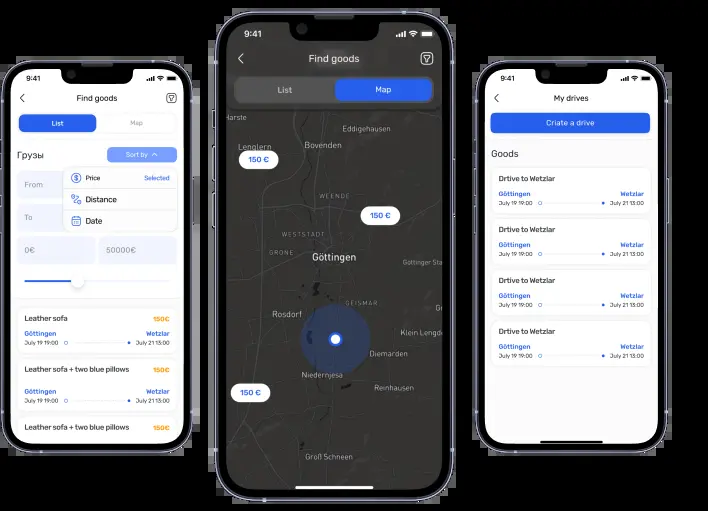 9:41
Find goods
List Map
Грузы
Sort by
Price Selected
Distance
Date
From
To
0€ 50000€
Leather sofa 150€
Göttingen Wetzlar
July 19 19:00 July 21 13:00
Leather sofa + two blue pillows 150€
Göttingen Wetzlar
July 19 19:00 July 21 13:00
Leather sofa + two blue pillows 150€
9:41
Find goods
List Map
Harste
Eddigehausen
Lenglern
Bovenden
150 €
WEENDE
150 €
WESTSTADT
GRONE
Göttingen
Göttinger Sta
GEISMAR
Rosdorf
Klein Lengd
Diemarden
Niedernjesa
Reinhausen
150 €
Groß Schneen
9:41
My drives
Criate a drive
Goods
Drtive to Wetzlar
Göttingen Wetzlar
July 19 19:00 July 21 13:00
Drtive to Wetzlar
Göttingen Wetzlar
July 19 19:00 July 21 13:00
Drtive to Wetzlar
Göttingen Wetzlar
July 19 19:00 July 21 13:00
Drtive to Wetzlar
Göttingen Wetzlar
July 19 19:00 July 21 13:00